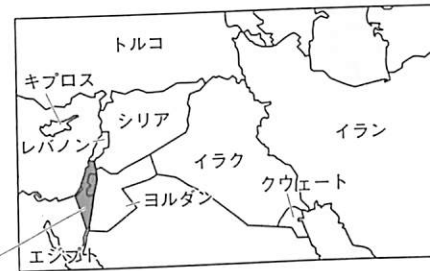 トルコ
キプロス
シリア
レバノン
イラク
イラン
クウェート
ヨルダン
エジプト